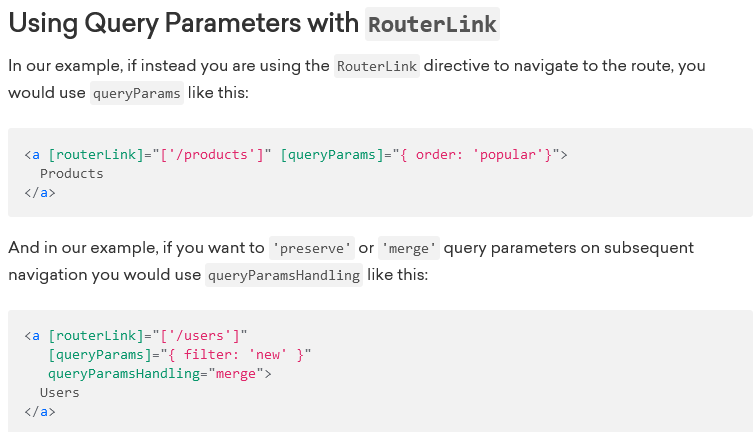 Using Query Parameters with RouterLink
In our example, if instead you are using the RouterLink directive to navigate to the route, you
would use queryParams like this:
<a [routerLink]="['/products']" [queryParams]="{ order: 'popular'}">
  Products
</a>
And in our example, if you want to 'preserve' or 'merge' query parameters on subsequent
navigation you would use queryParamsHandling like this:
<a [routerLink]="['/users']"
   [queryParams]="{ filter: 'new' }"
   queryParamsHandling="merge">
  Users
</a>